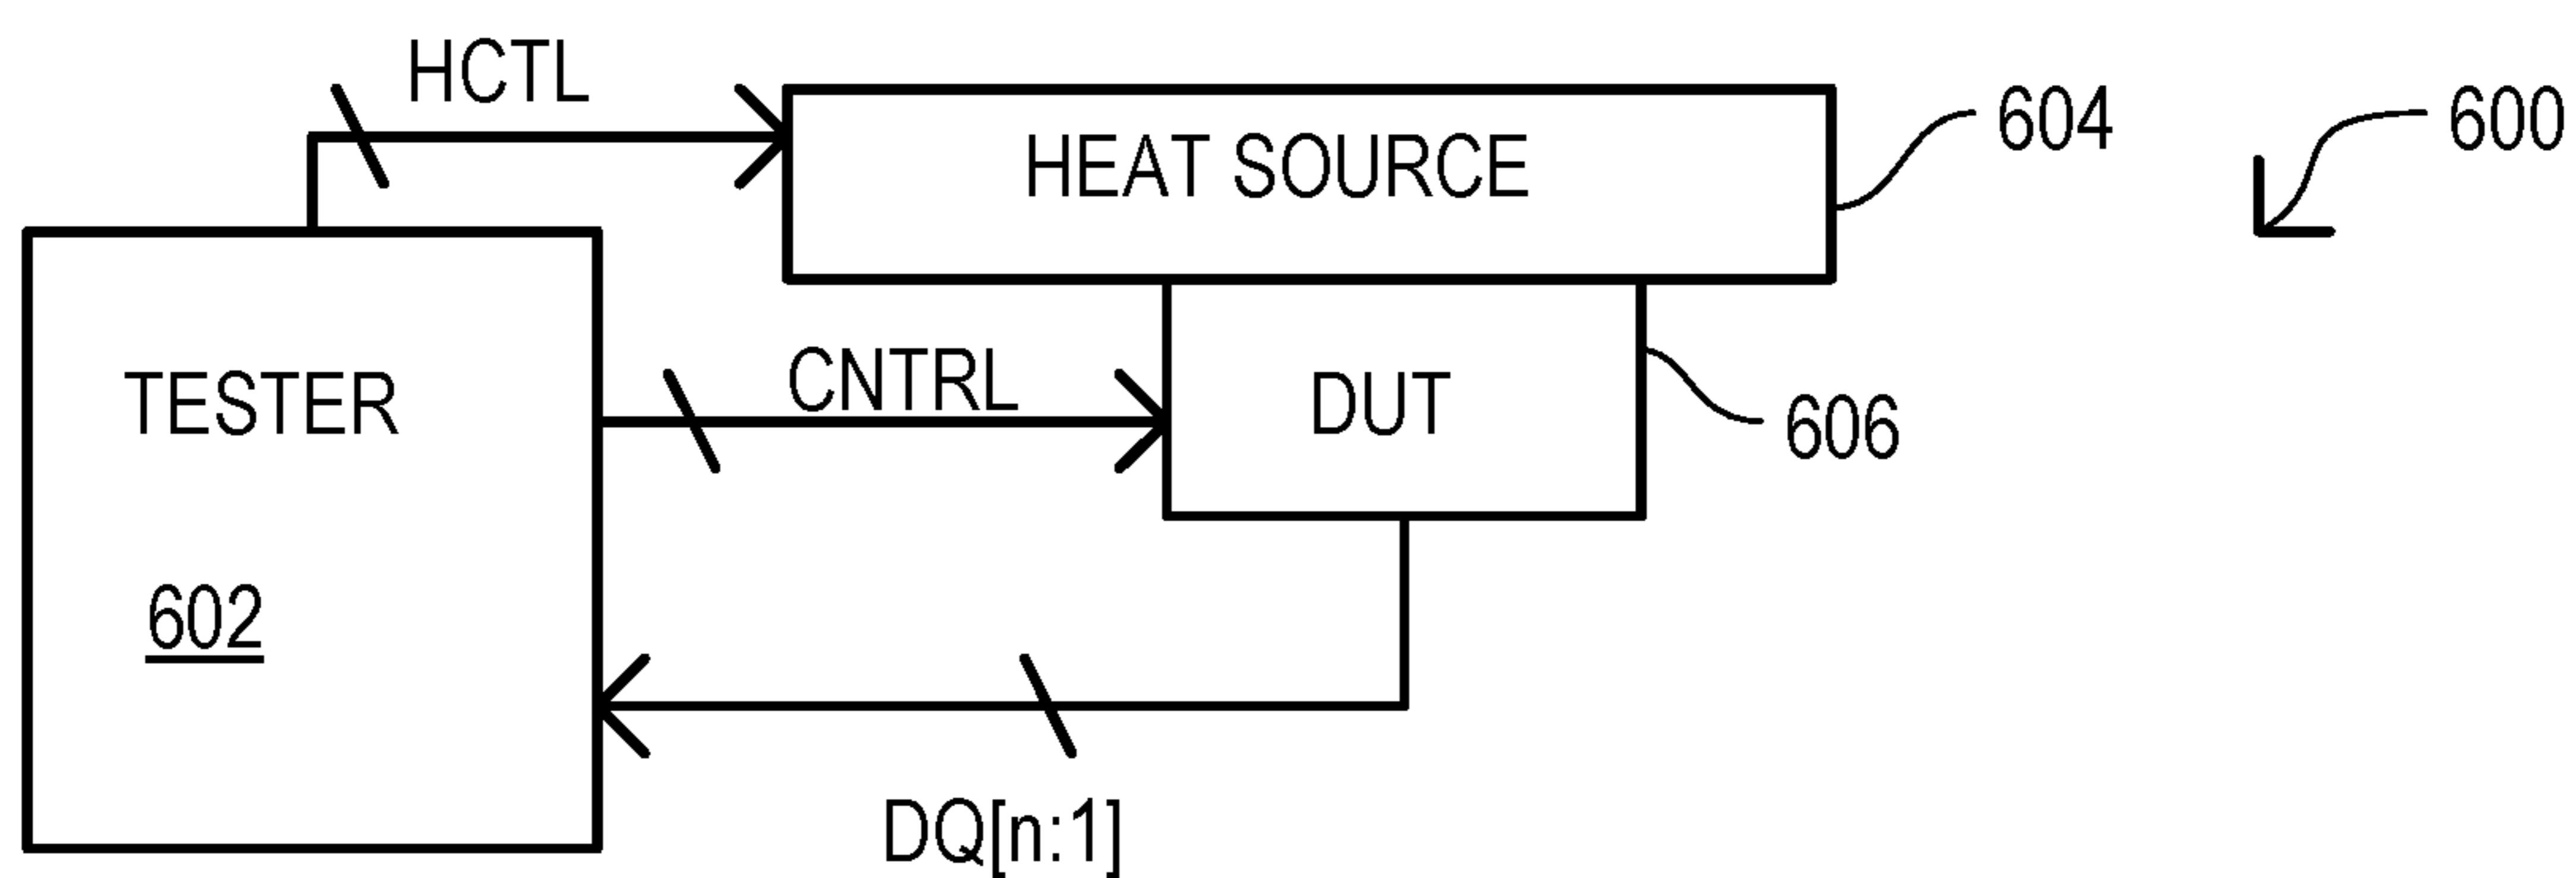 HCTL
HEAT SOURCE
604
600
TESTER
CNTRL
DUT
606
602
DQ[n:1]